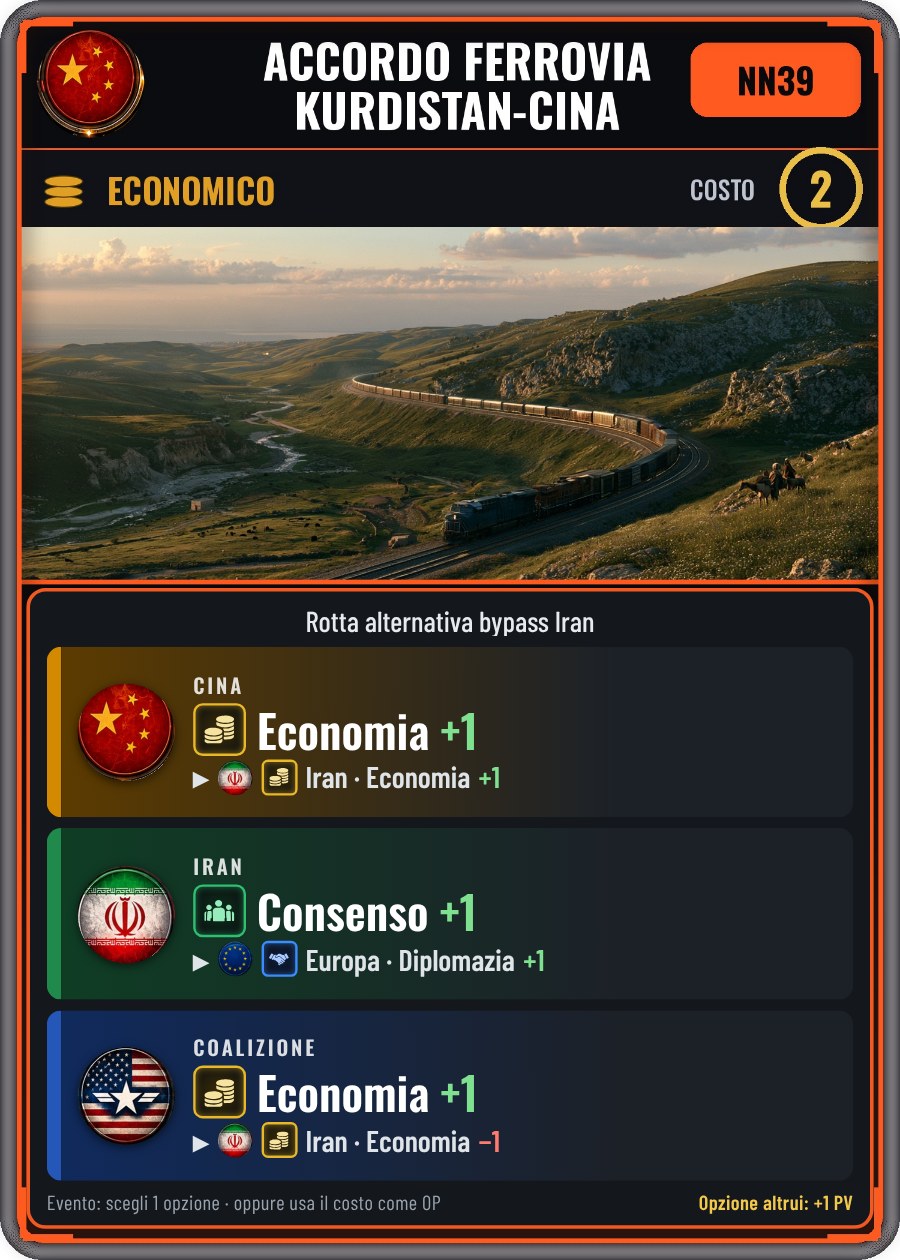 ACCORDO FERROVIA
KURDISTAN-CINA
NN39
ECONOMICO
COSTO
2
Rotta alternativa bypass Iran
CINA
Economia +1
▶ Iran · Economia +1
IRAN
Consenso +1
▶ Europa · Diplomazia +1
COALIZIONE
Economia +1
▶ Iran · Economia −1
Evento: scegli 1 opzione · oppure usa il costo come OP
Opzione altrui: +1 PV